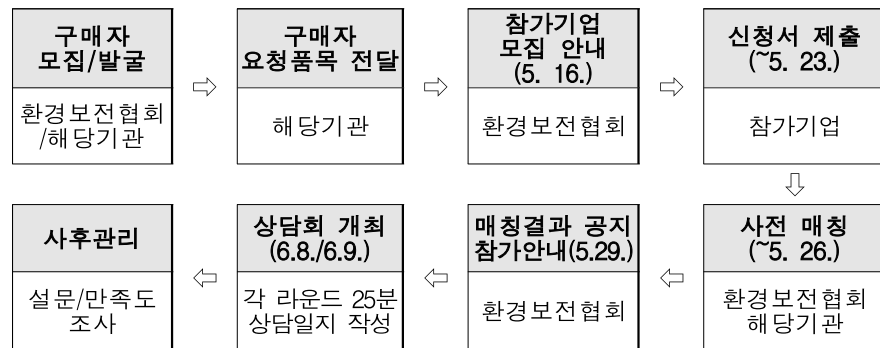 구매자
모집/발굴
환경보전협회
/해당기관
구매자
요청품목 전달
해당기관
참가기업
모집 안내
(5. 16.)
환경보전협회
신청서 제출
(~5. 23.)
참가기업
사전 매칭
(~5. 26.)
환경보전협회
해당기관
매칭결과 공지
참가안내(5.29.)
환경보전협회
상담회 개최
(6.8./6.9.)
각 라운드 25분
상담일지 작성
사후관리
설문/만족도
조사